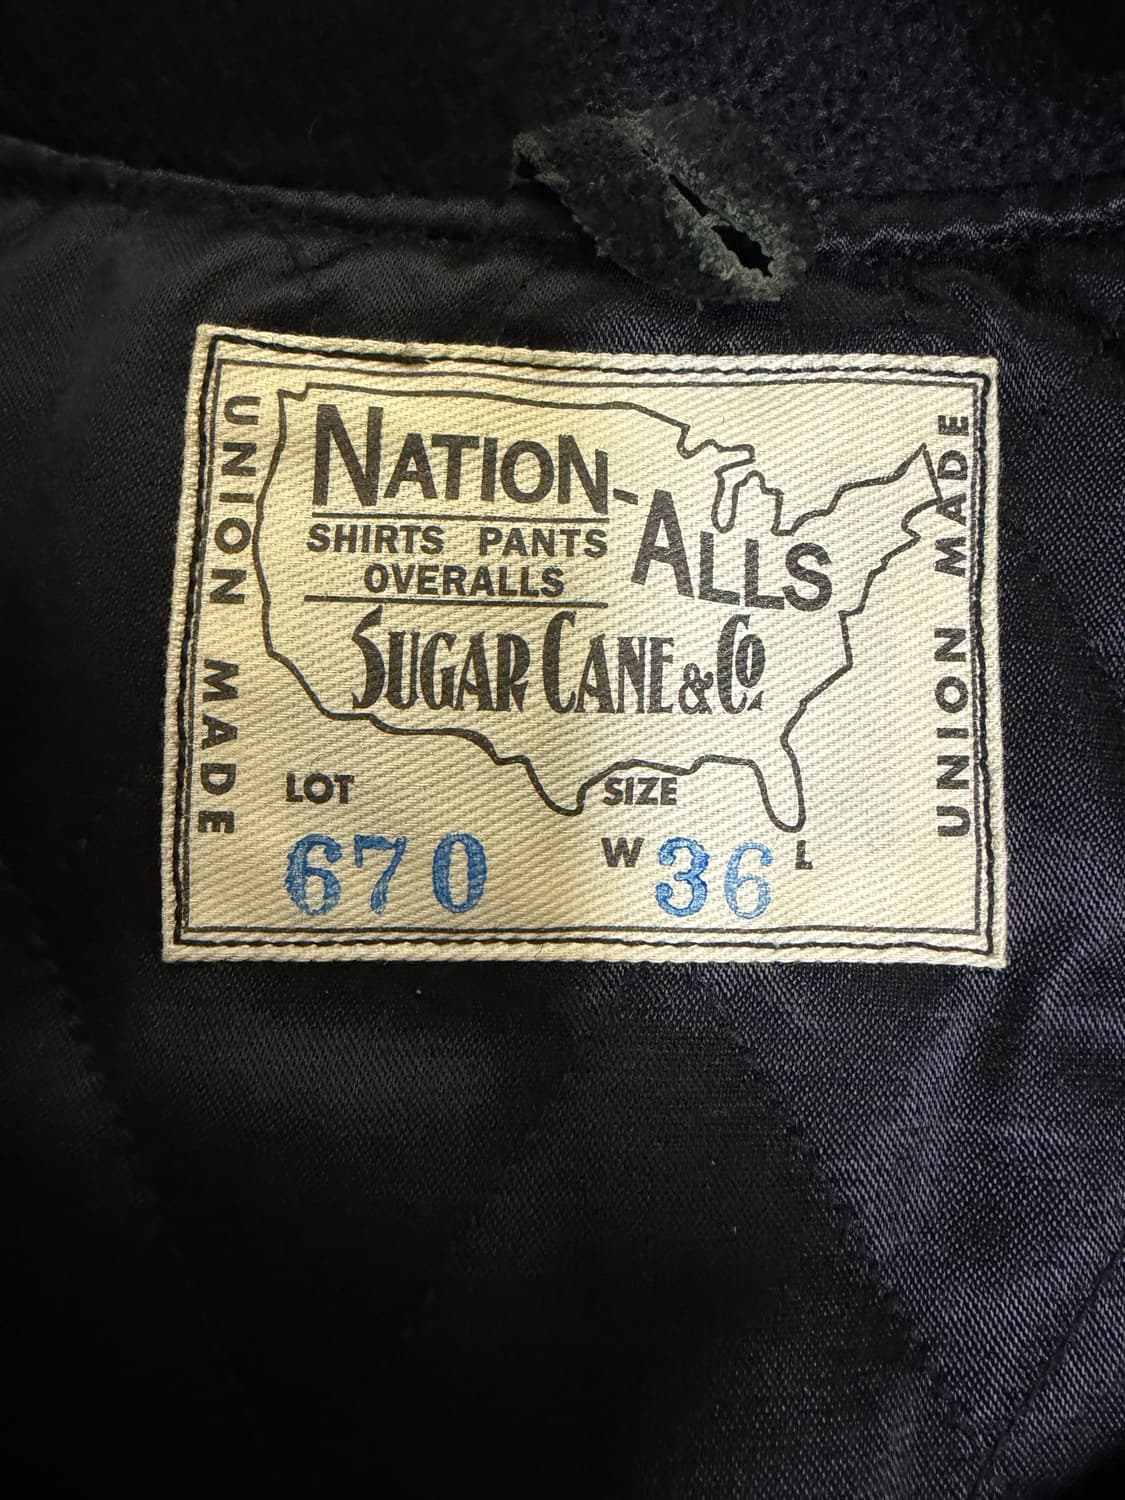 UNION MADE
NATION-ALLS
SHIRTS PANTS
OVERALLS
SUGAR CANE & CO.
LOT
670
SIZE
W 36 L
UNION MADE